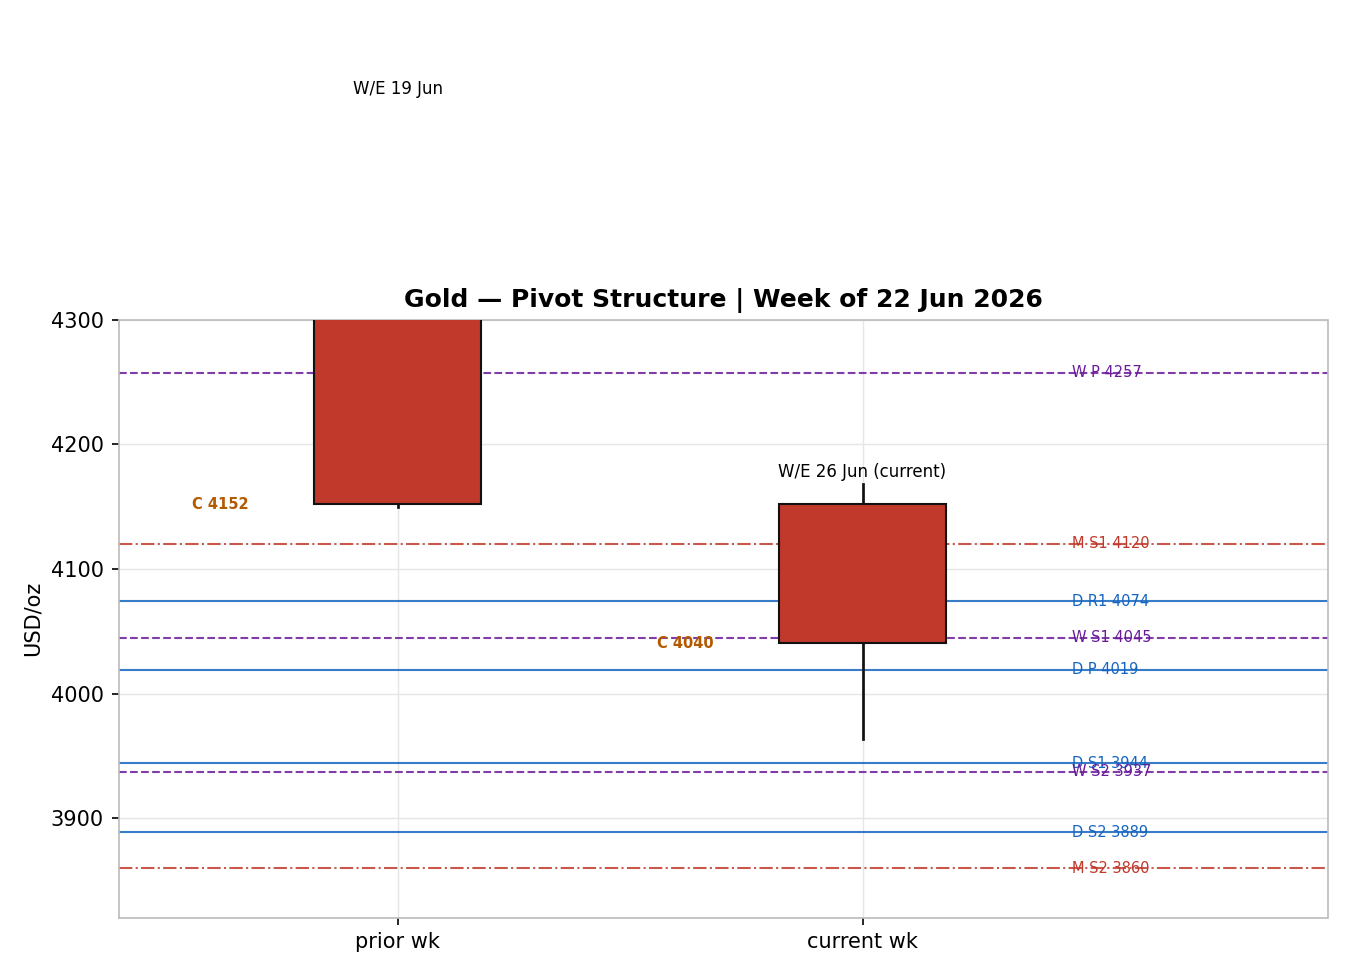 W/E 19 Jun
Gold — Pivot Structure | Week of 22 Jun 2026
4300
W P 4257
4200
W/E 26 Jun (current)
C 4152
M S1 4120
4100
D R1 4074
W S1 4045
C 4040
D P 4019
4000
D S1 3944
W S2 3937
3900
D S2 3889
M S2 3860
USD/oz
prior wk
current wk